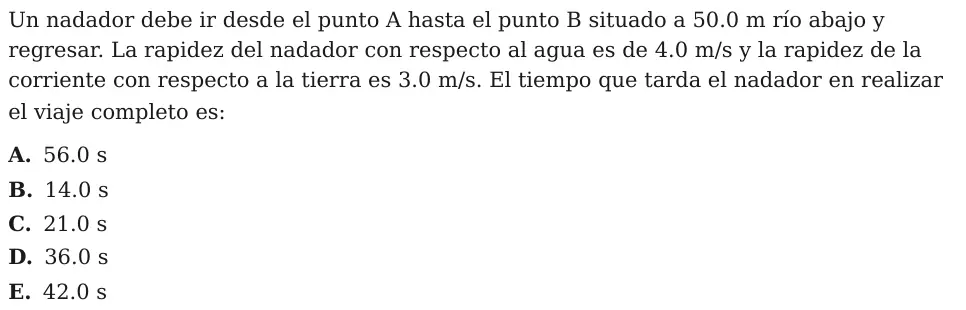 Un nadador debe ir desde el punto A hasta el punto B situado a 50.0 m río abajo y
regresar. La rapidez del nadador con respecto al agua es de 4.0 m/s y la rapidez de la
corriente con respecto a la tierra es 3.0 m/s. El tiempo que tarda el nadador en realizar
el viaje completo es:
A. 56.0 s
B. 14.0 s
C. 21.0 s
D. 36.0 s
E. 42.0 s